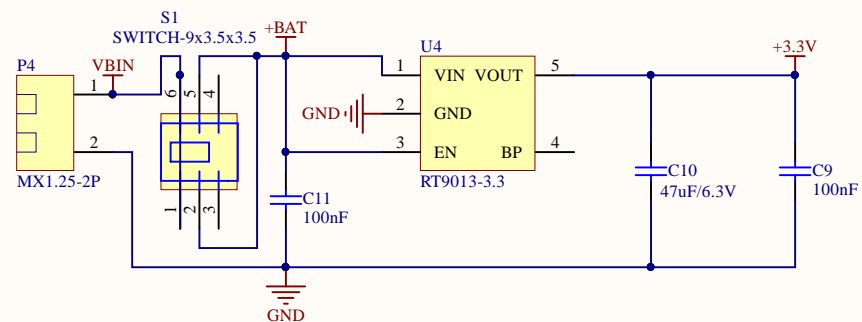 S1
SWITCH-9x3.5x3.5
+BAT
U4
+3.3V
P4
VBIN
1
2
MX1.25-2P
6
5
4
1
2
3
1
VIN
VOUT
5
GND
2
GND
3
EN
BP
4
RT9013-3.3
C11
100nF
C10
47uF/6.3V
C9
100nF
GND